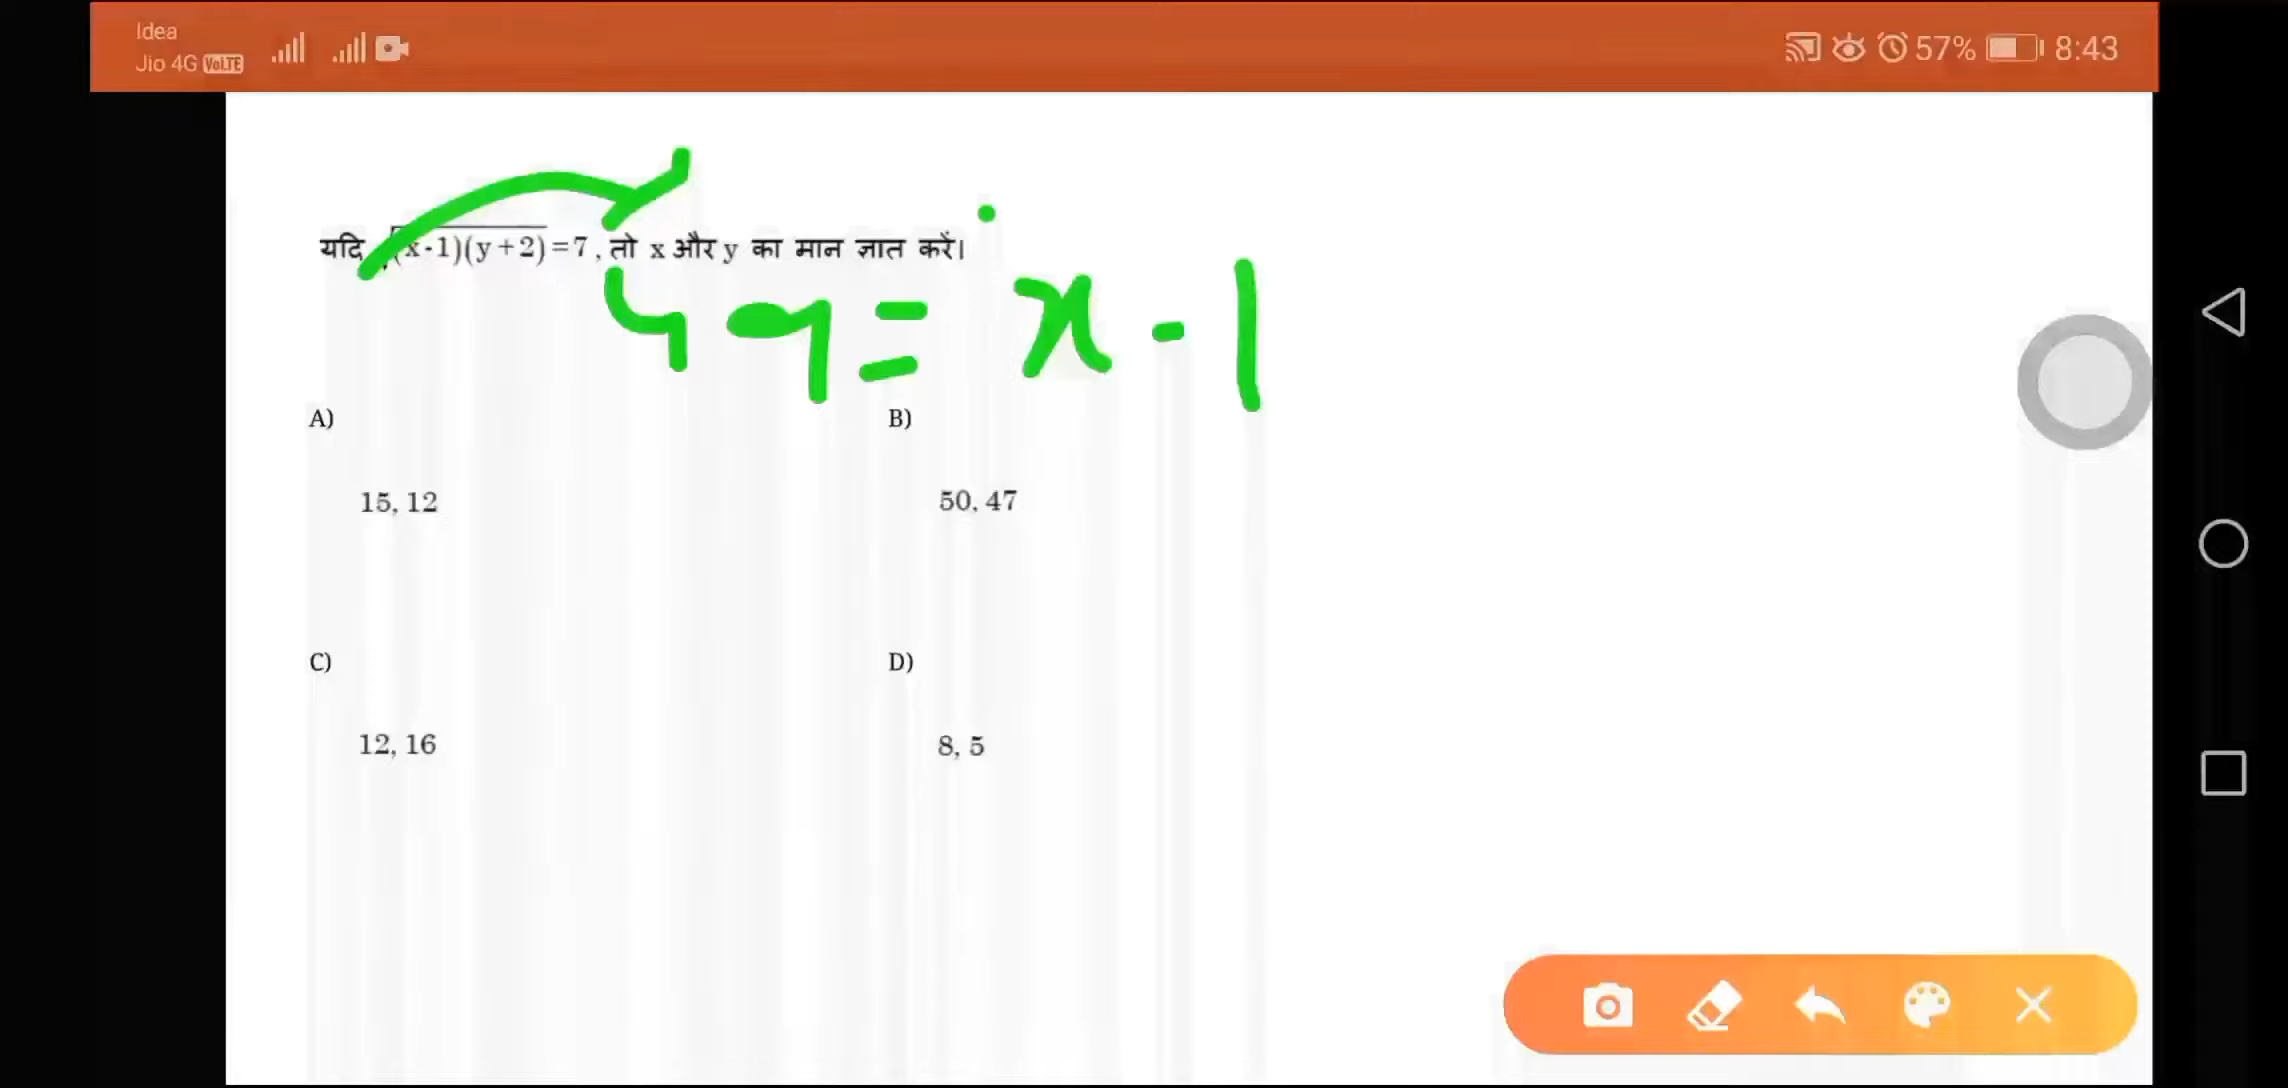 Idea
Jio 4G VoLTE 57% 8:43
यदि √(x-1)(y+2)=7, तो x और y का मान ज्ञात करें।
49 = x - 1
A) B)
15, 12 50, 47
C) D)
12, 16 8, 5